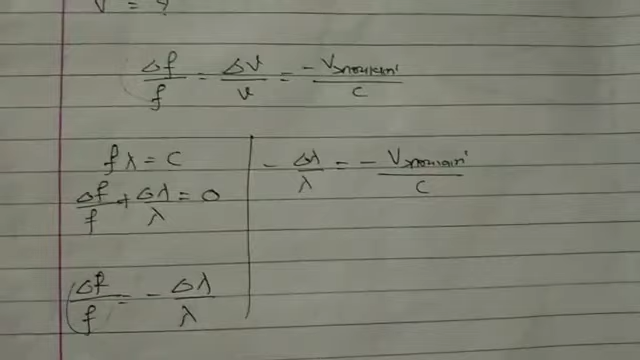 V = ?
Δf/f = Δν/ν = -V/c
fλ = c
Δf/f + Δλ/λ = 0
Δf/f = - Δλ/λ
- Δλ/λ = - V/c